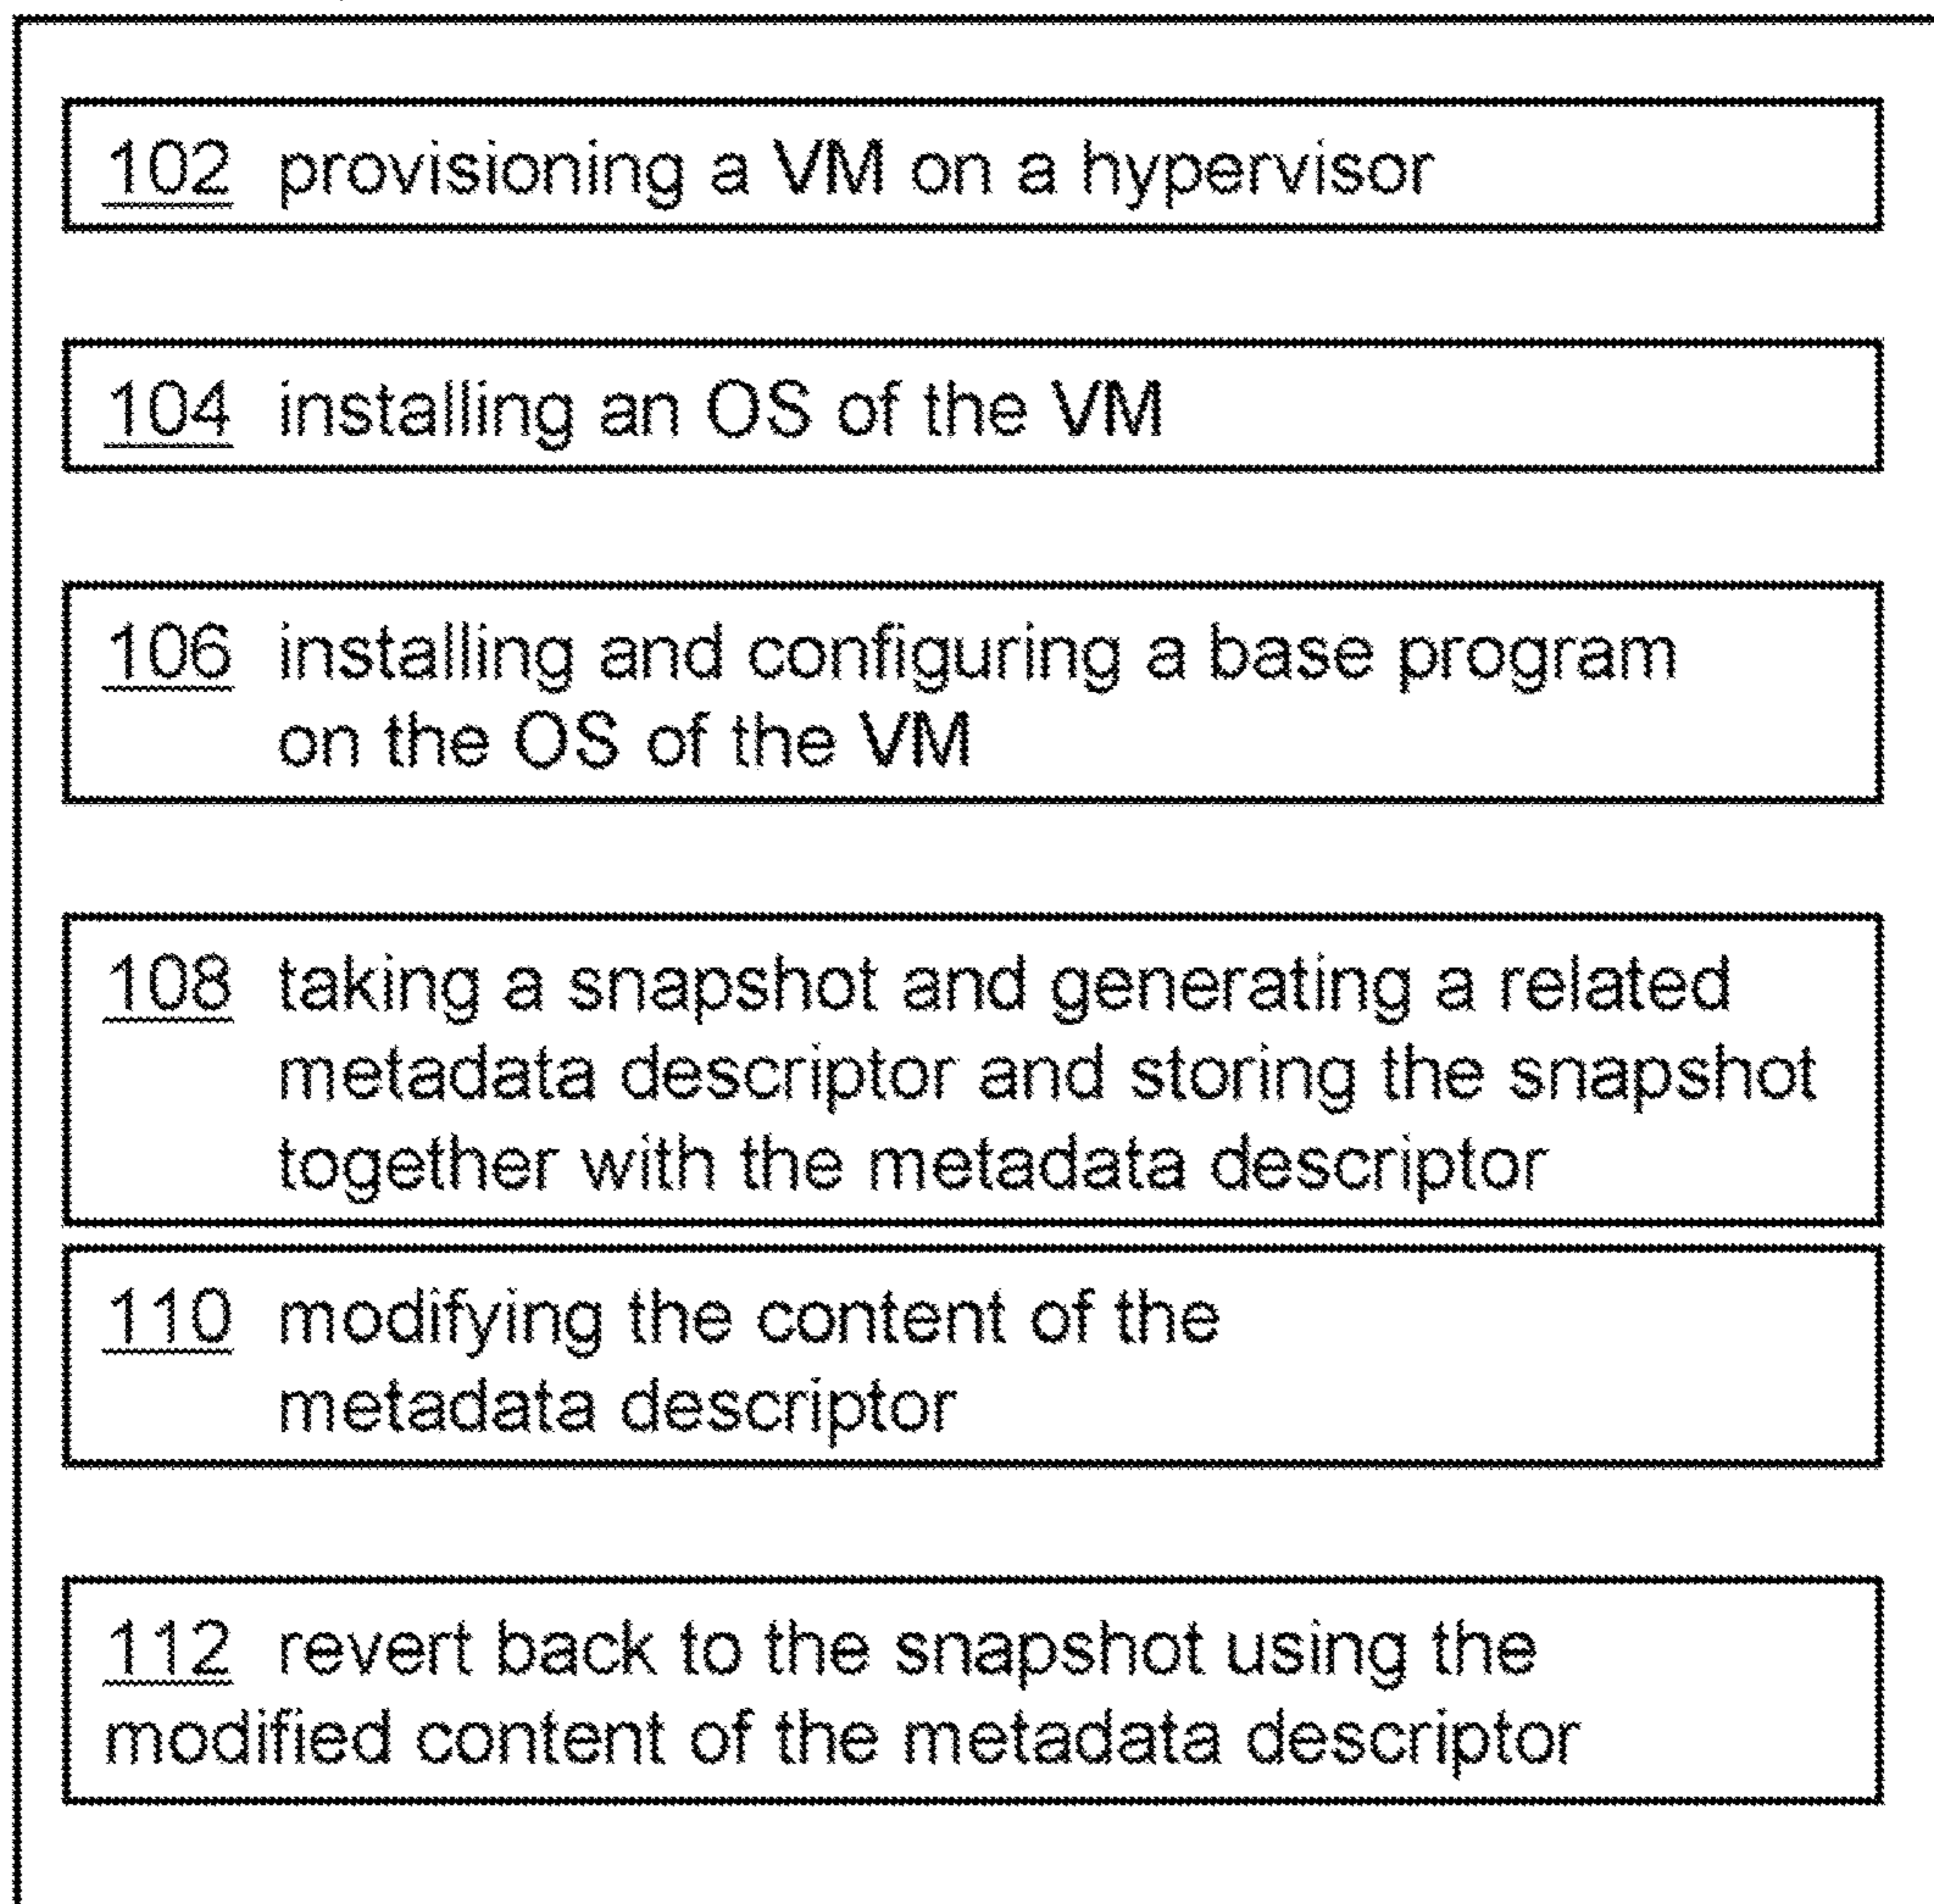 102 provisioning a VM on a hypervisor
104 installing an OS of the VM
106 installing and configuring a base program
on the OS of the VM
108 taking a snapshot and generating a related
metadata descriptor and storing the snapshot
together with the metadata descriptor
110 modifying the content of the
metadata descriptor
112 revert back to the snapshot using the
modified content of the metadata descriptor